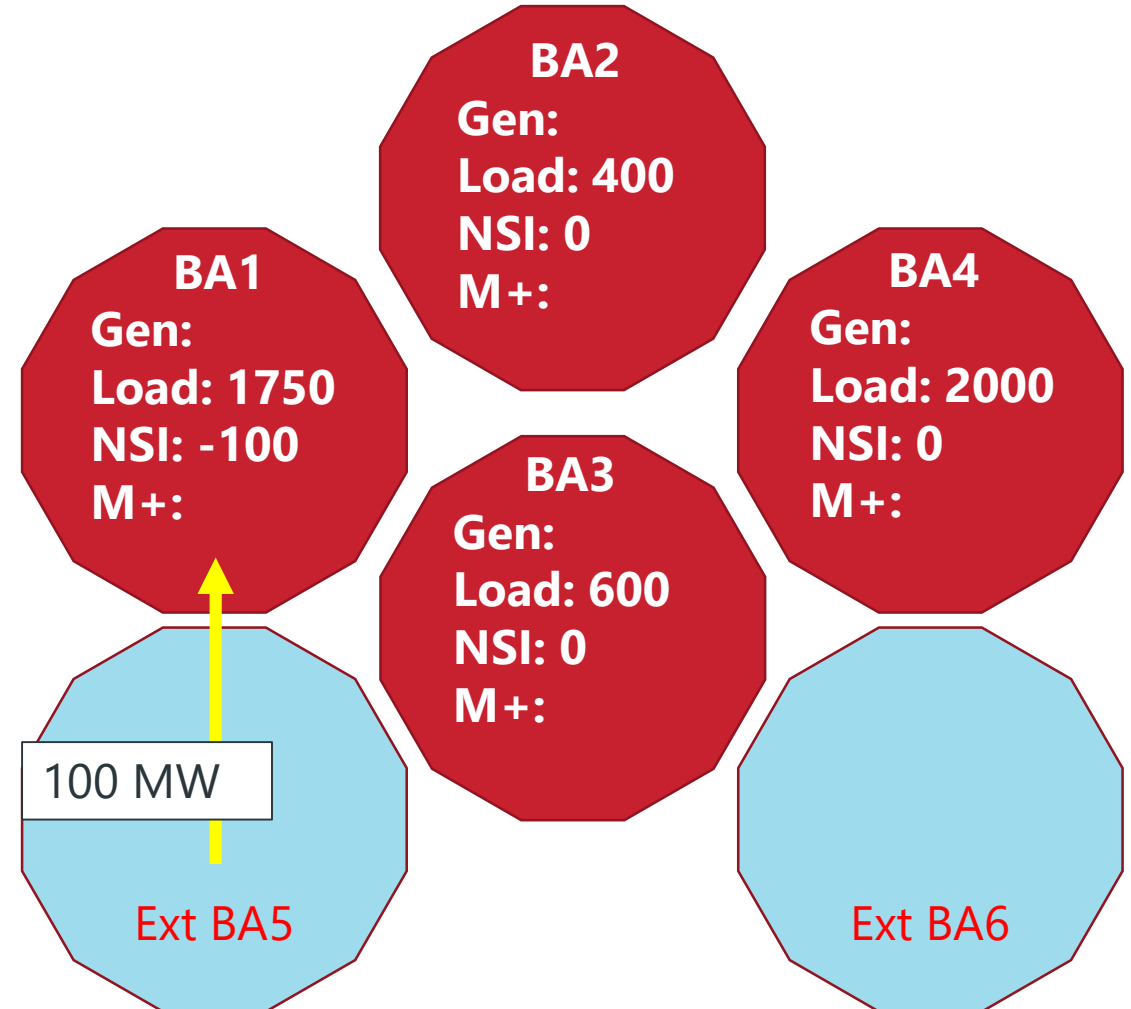 BA2
Gen:
Load: 400
NSI: 0
M+:
BA1
Gen:
Load: 1750
NSI: -100
M+:
BA4
Gen:
Load: 2000
NSI: 0
M+:
BA3
Gen:
Load: 600
NSI: 0
M+:
100 MW
Ext BA5
Ext BA6